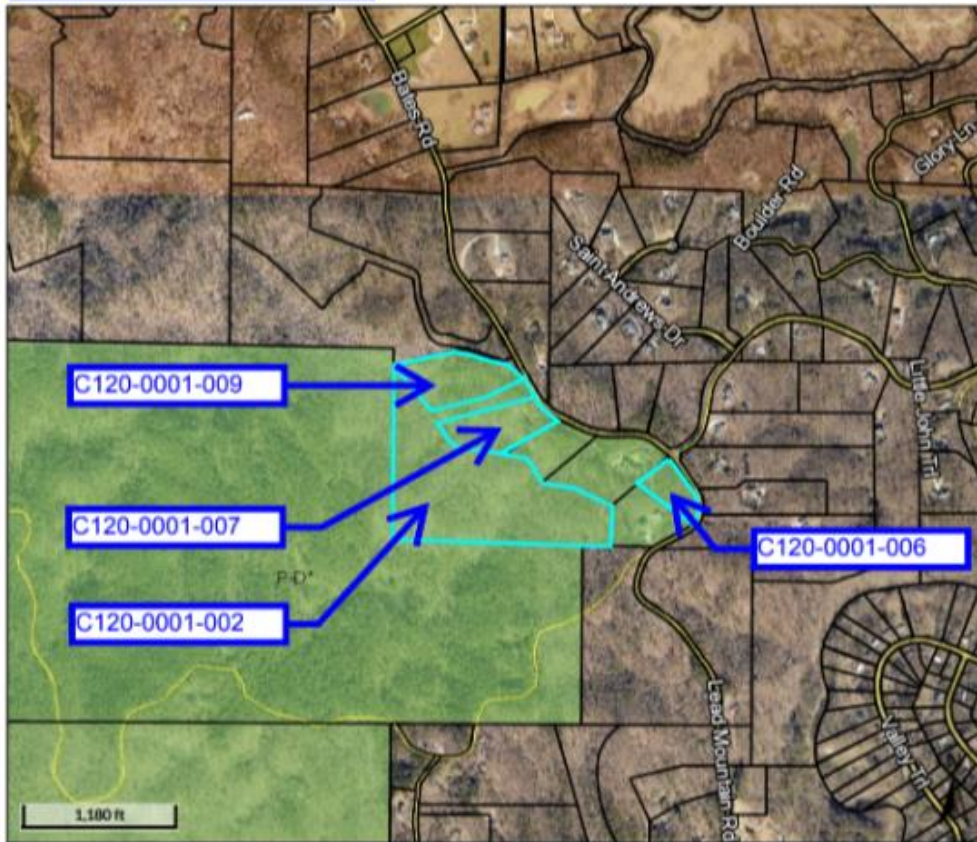 Bates Rd
Glory Ln
Boulder Rd
Saint Andrews Dr
C120-0001-009
Little John Trl
C120-0001-007
C120-0001-006
P-D*
C120-0001-002
Lead Mountain Rd
Valley Trl
1,180 ft